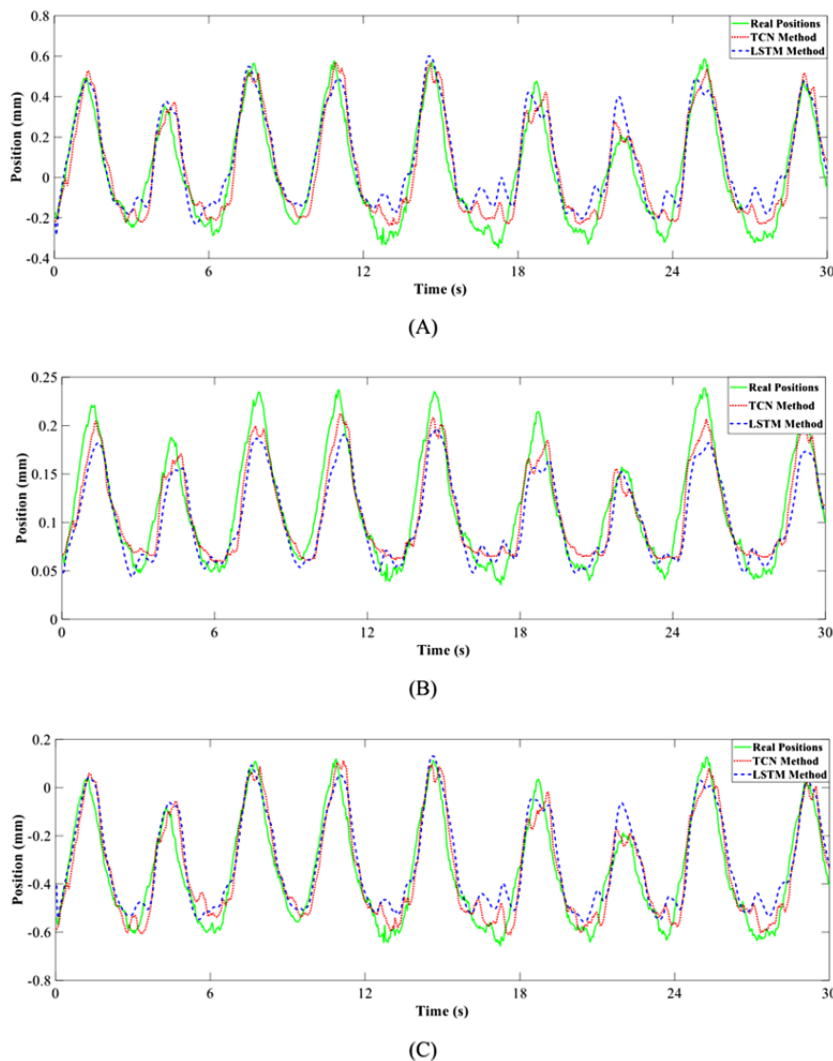 0.8
0.6
0.4
0.2
0
-0.2
-0.4
Position (mm)
Real Positions
TCN Method
LSTM Method
0 6 12 18 24 30
Time (s)
(A)
0.25
0.2
0.15
0.1
0.05
0
Position (mm)
Real Positions
TCN Method
LSTM Method
0 6 12 18 24 30
Time (s)
(B)
0.2
0
-0.2
-0.4
-0.6
-0.8
Position (mm)
Real Positions
TCN Method
LSTM Method
0 6 12 18 24 30
Time (s)
(C)